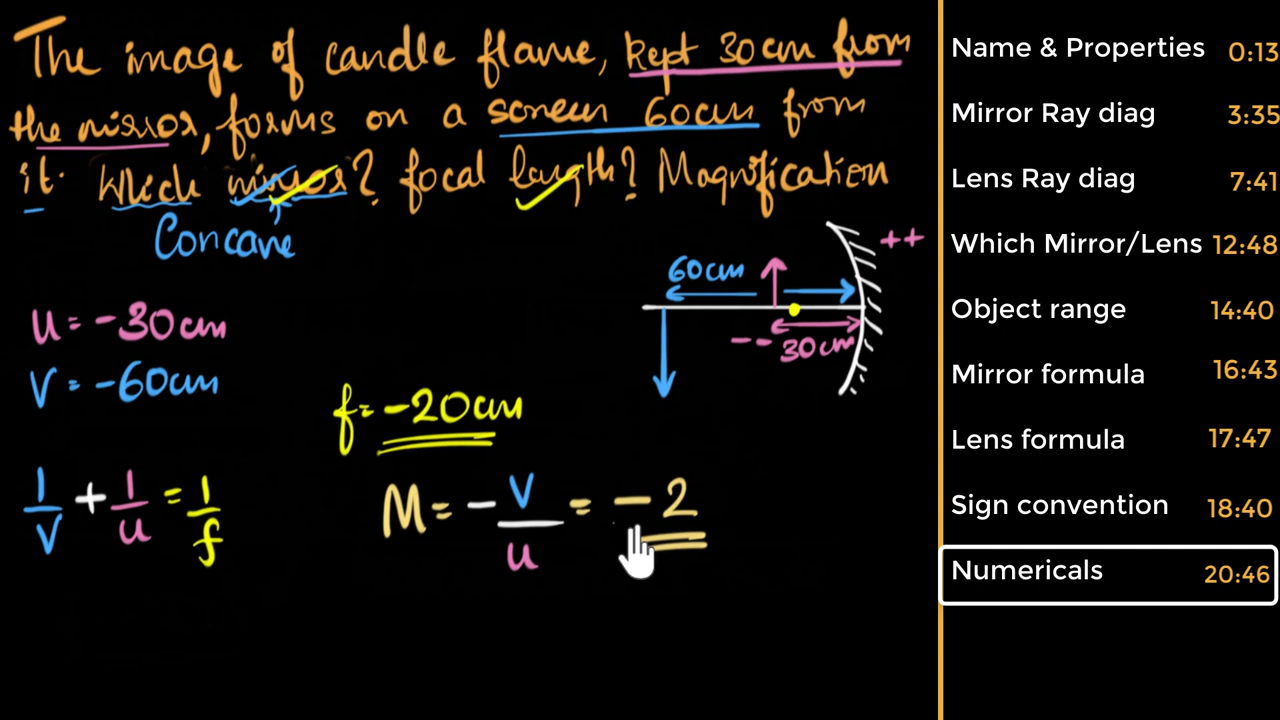 The image of candle flame, kept 30cm from
the mirror, forms on a screen 60cm from
it. Which mirror? focal length? Magnification
Concave
++
60cm
-- 30cm
u = -30cm
v = -60cm
f = -20cm
1/v + 1/u = 1/f
M = - v/u = - 2
Name & Properties 0:13
Mirror Ray diag 3:35
Lens Ray diag 7:41
Which Mirror/Lens 12:48
Object range 14:40
Mirror formula 16:43
Lens formula 17:47
Sign convention 18:40
Numericals 20:46